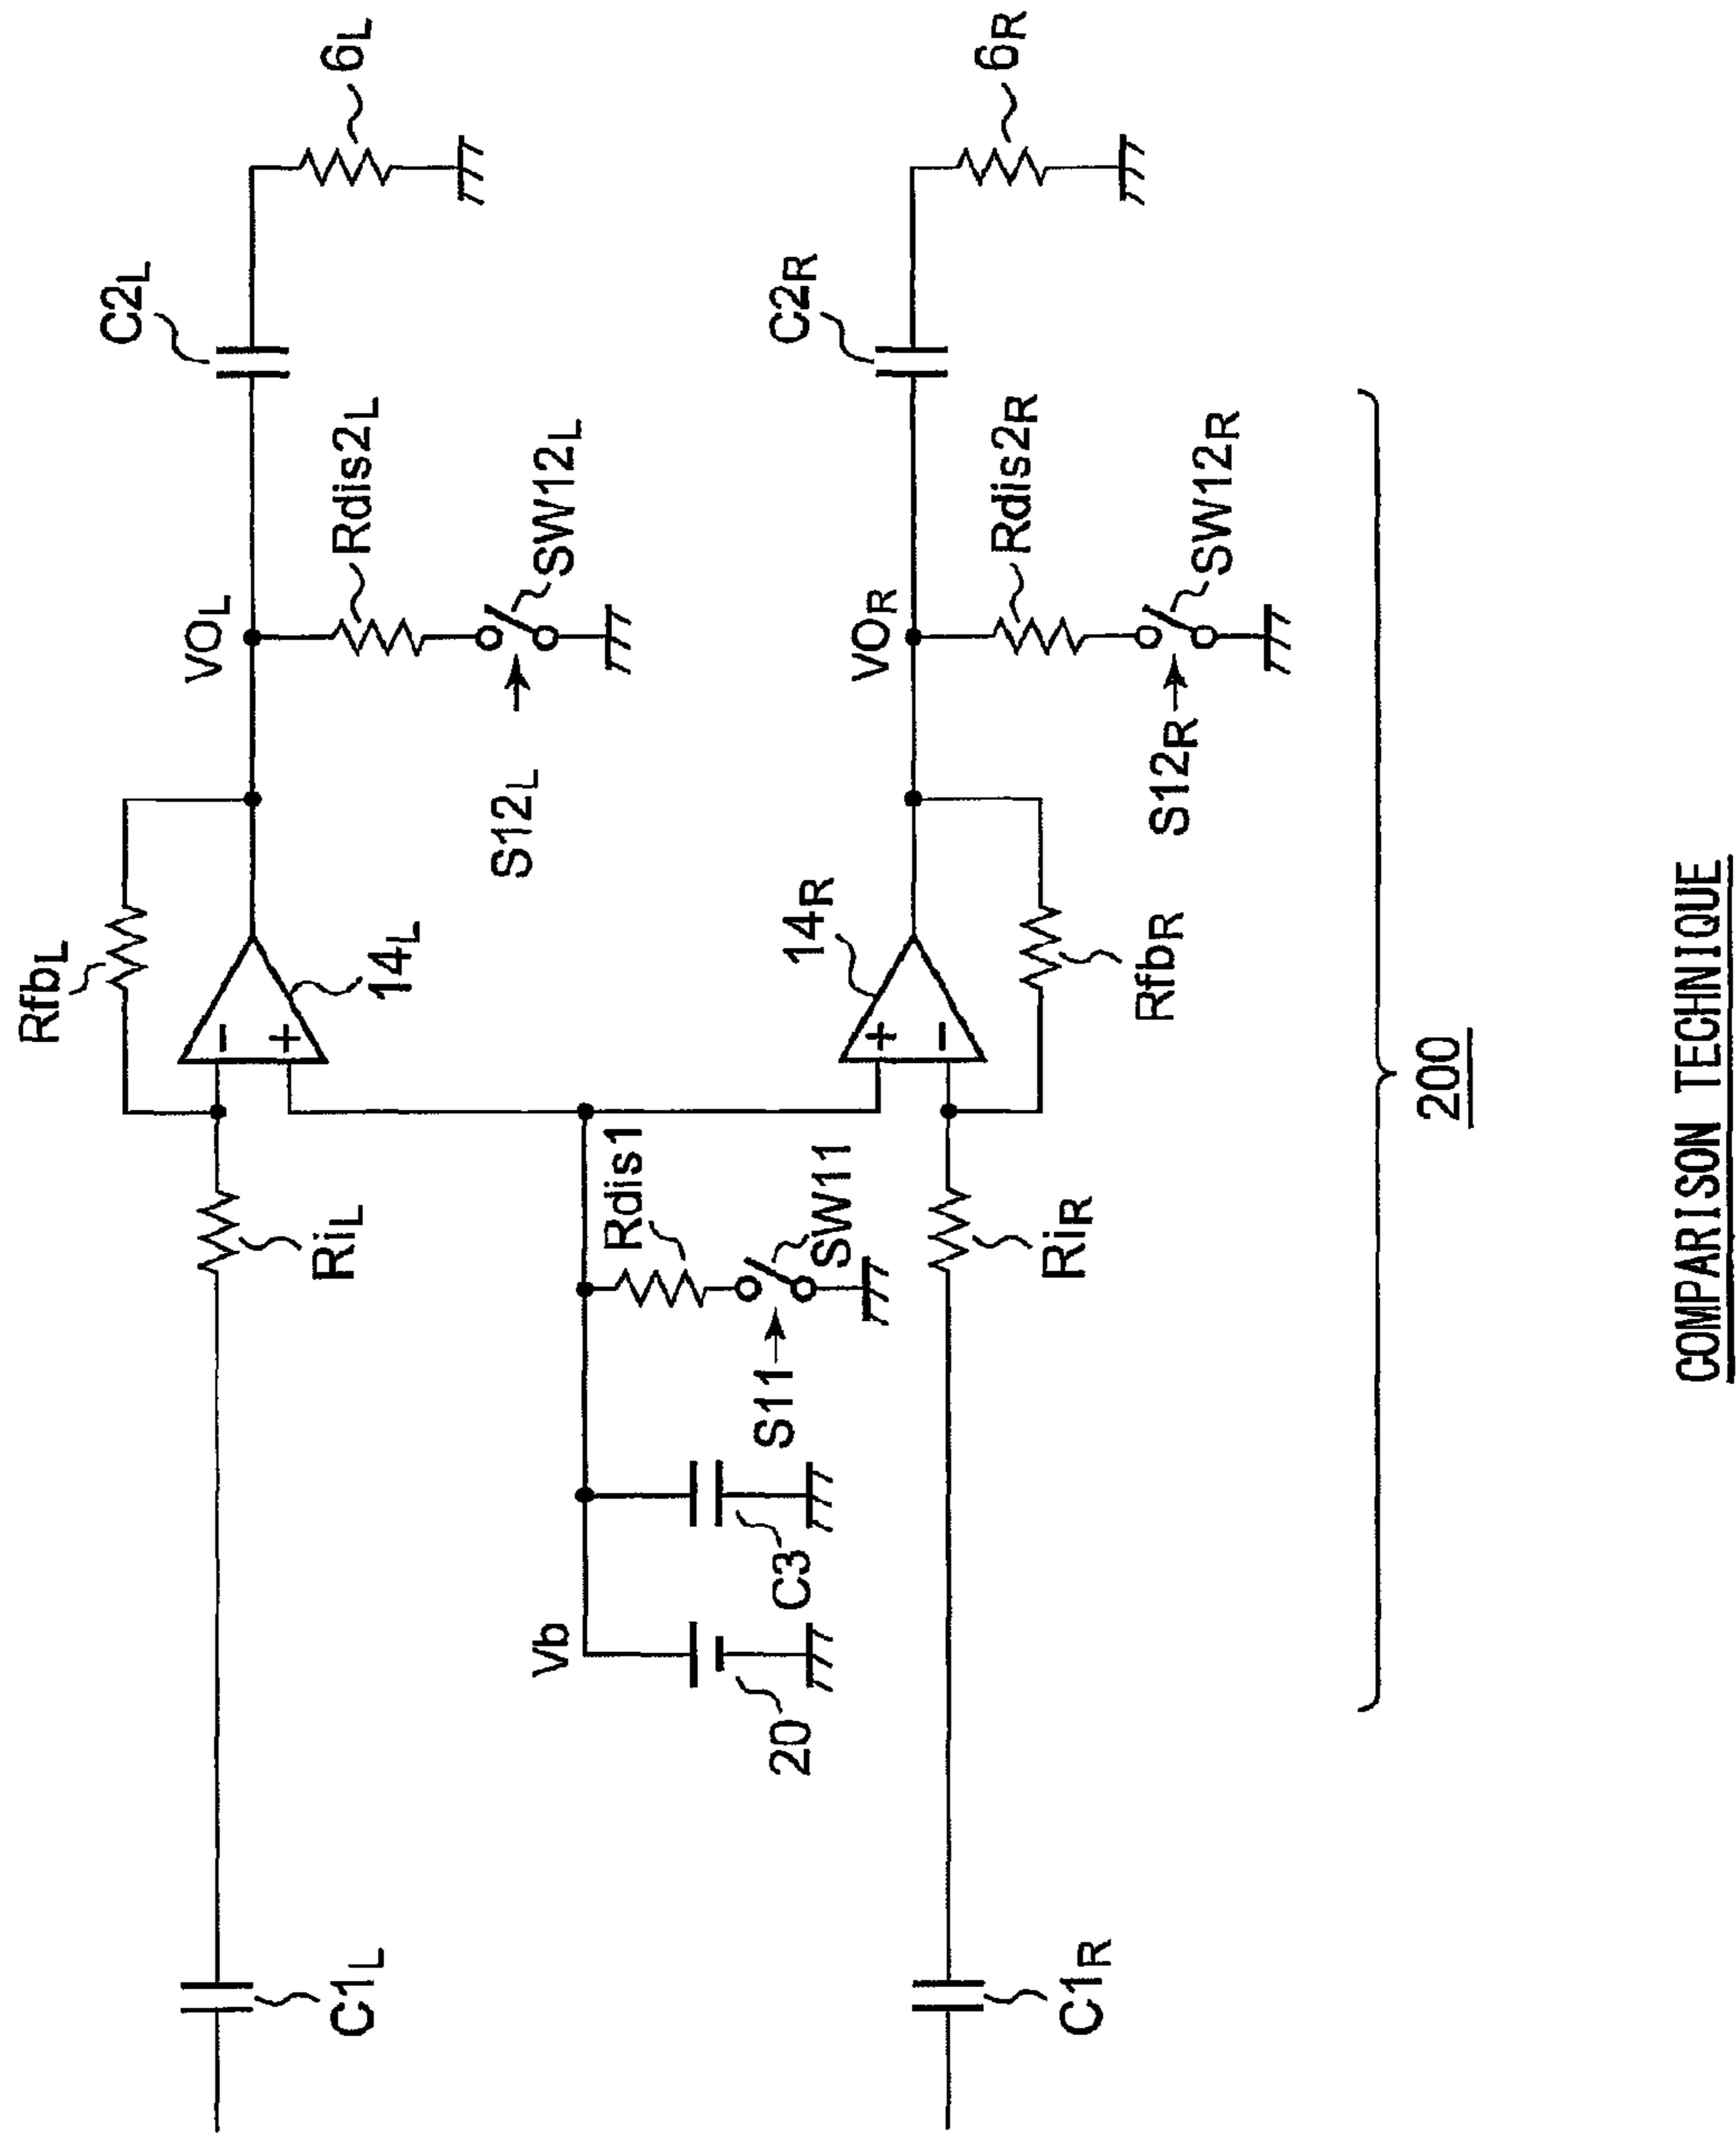 RfbL
VOL
C2L
6L
14L
Rdis2L
C1L
RiL
S12L
SW12L
Vb
Rdis1
20
C3
S11
SW11
14R
VOR
C2R
6R
Rdis2R
C1R
RiR
RfbR
S12R
SW12R
200
COMPARISON TECHNIQUE